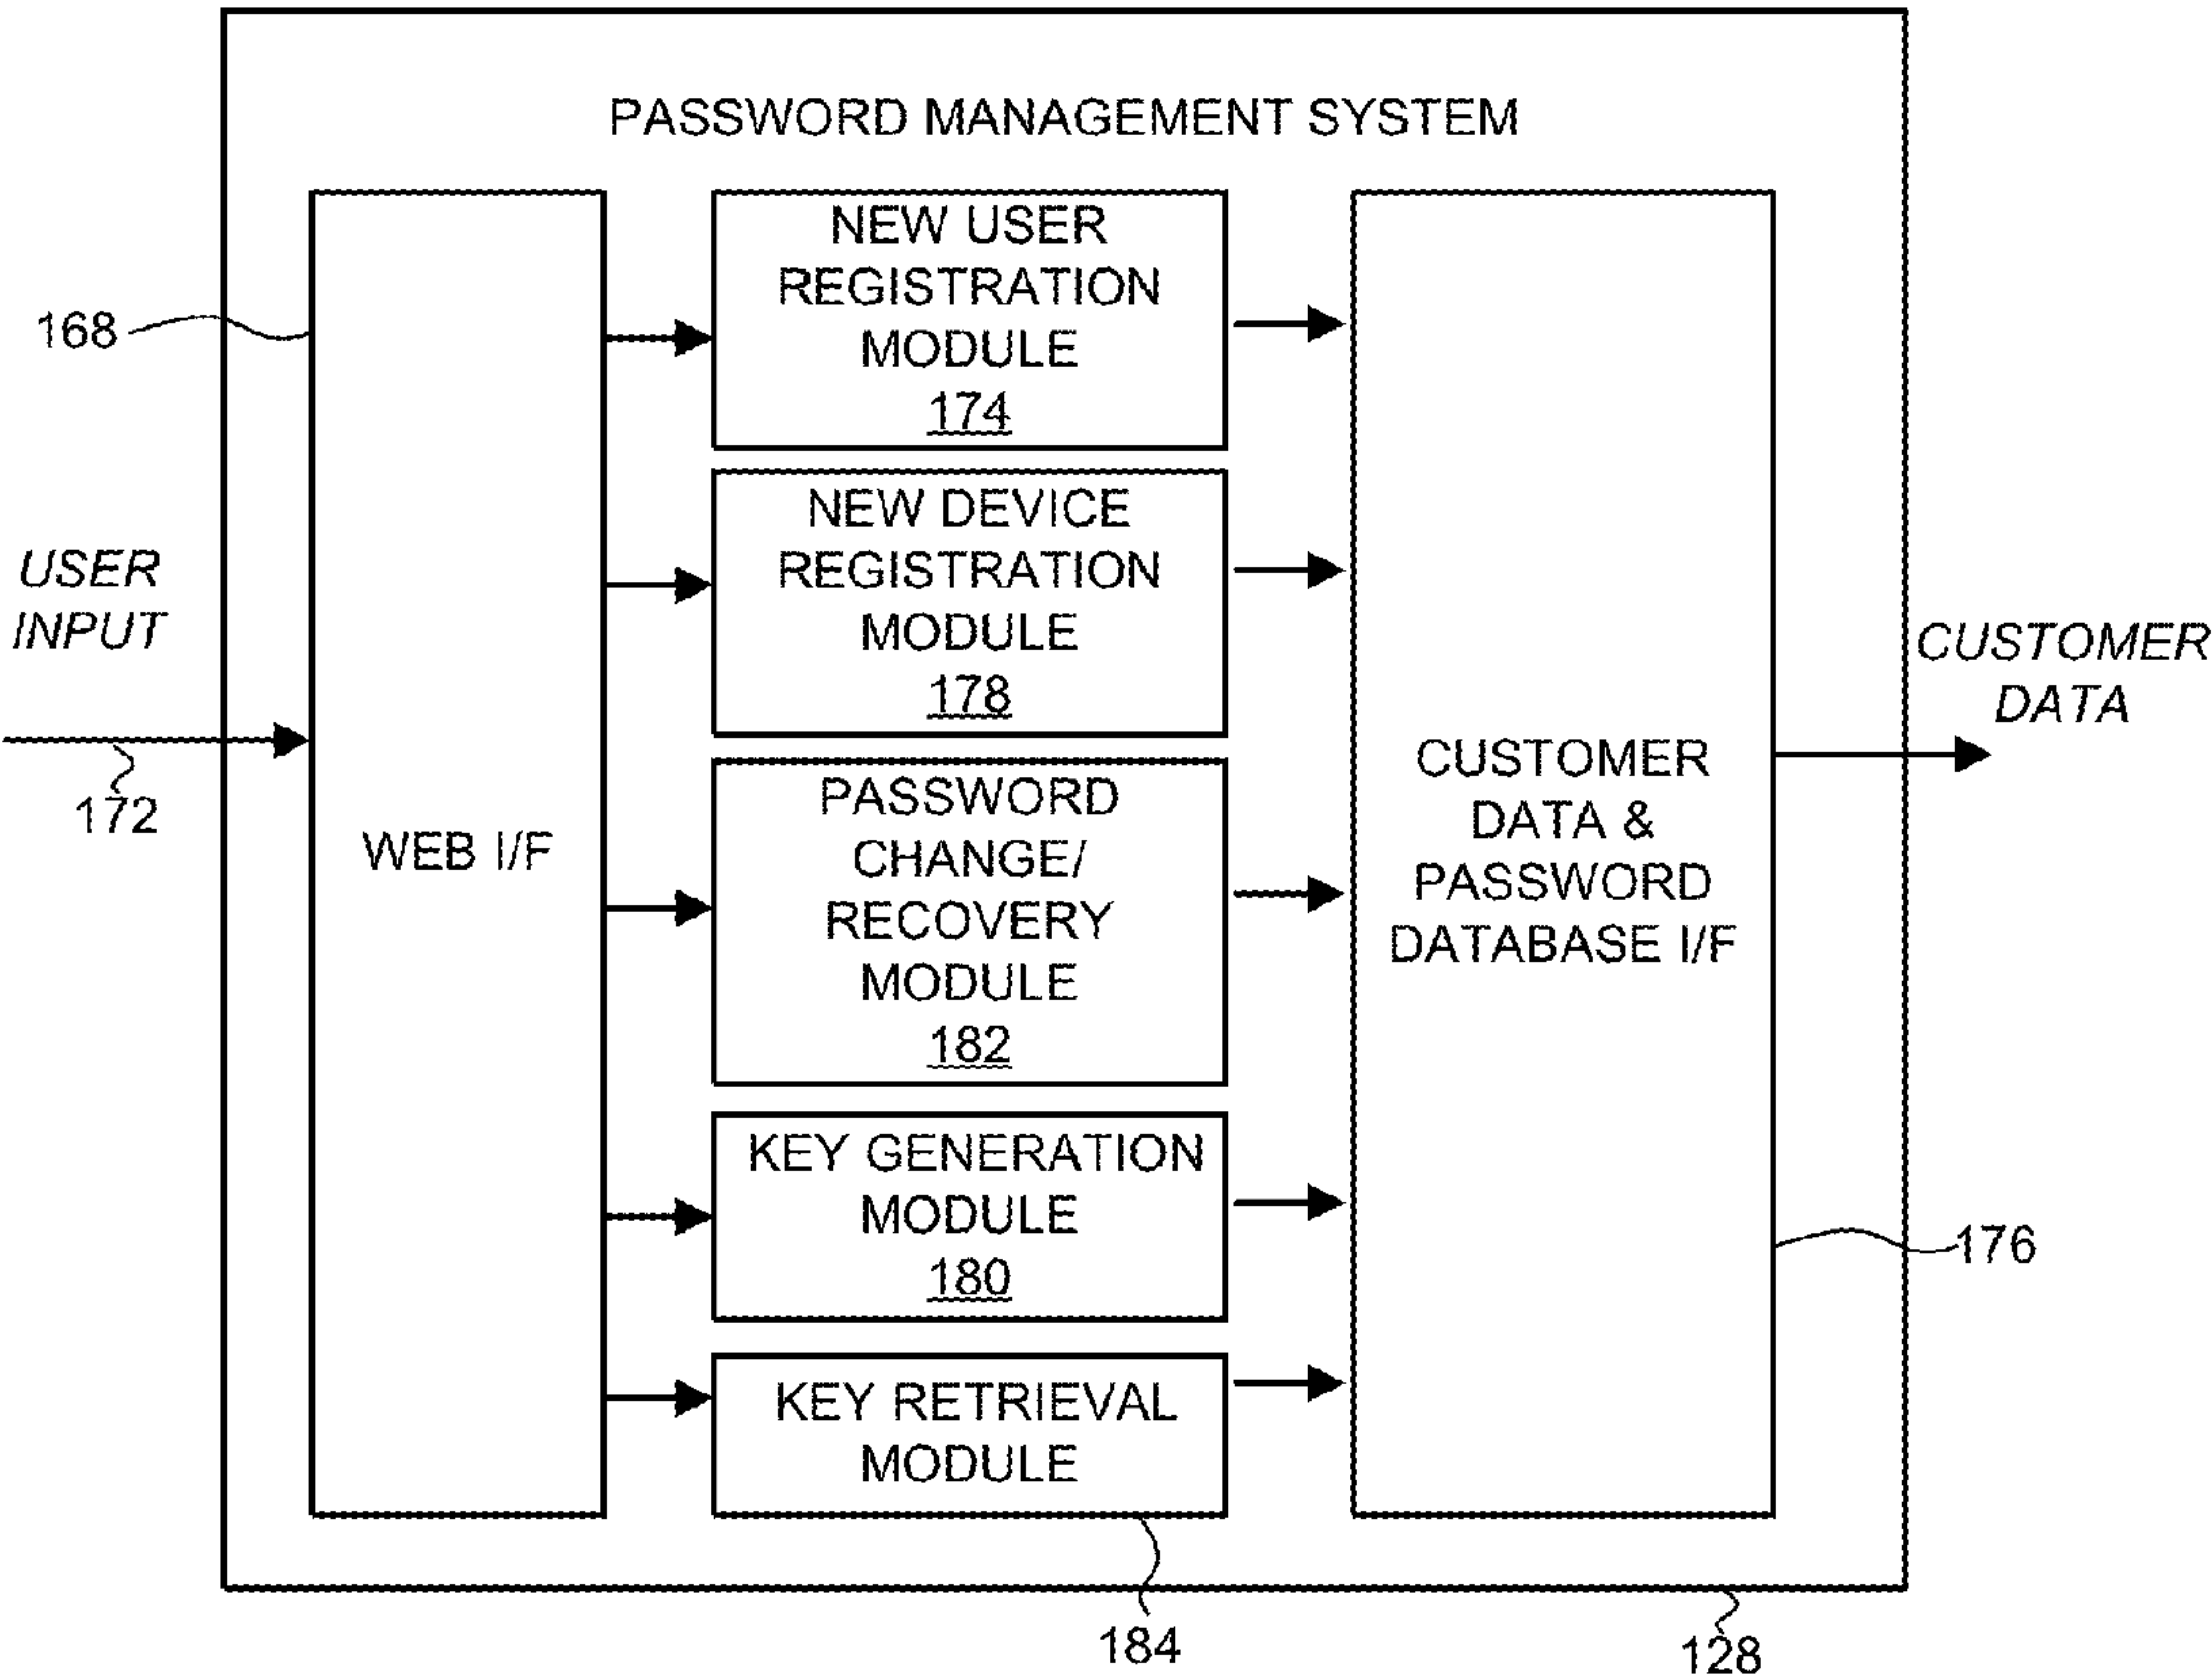 PASSWORD MANAGEMENT SYSTEM
168
USER
INPUT
172
WEB I/F
NEW USER
REGISTRATION
MODULE
174
NEW DEVICE
REGISTRATION
MODULE
178
PASSWORD
CHANGE/
RECOVERY
MODULE
182
KEY GENERATION
MODULE
180
KEY RETRIEVAL
MODULE
184
CUSTOMER
DATA &
PASSWORD
DATABASE I/F
CUSTOMER
DATA
176
128